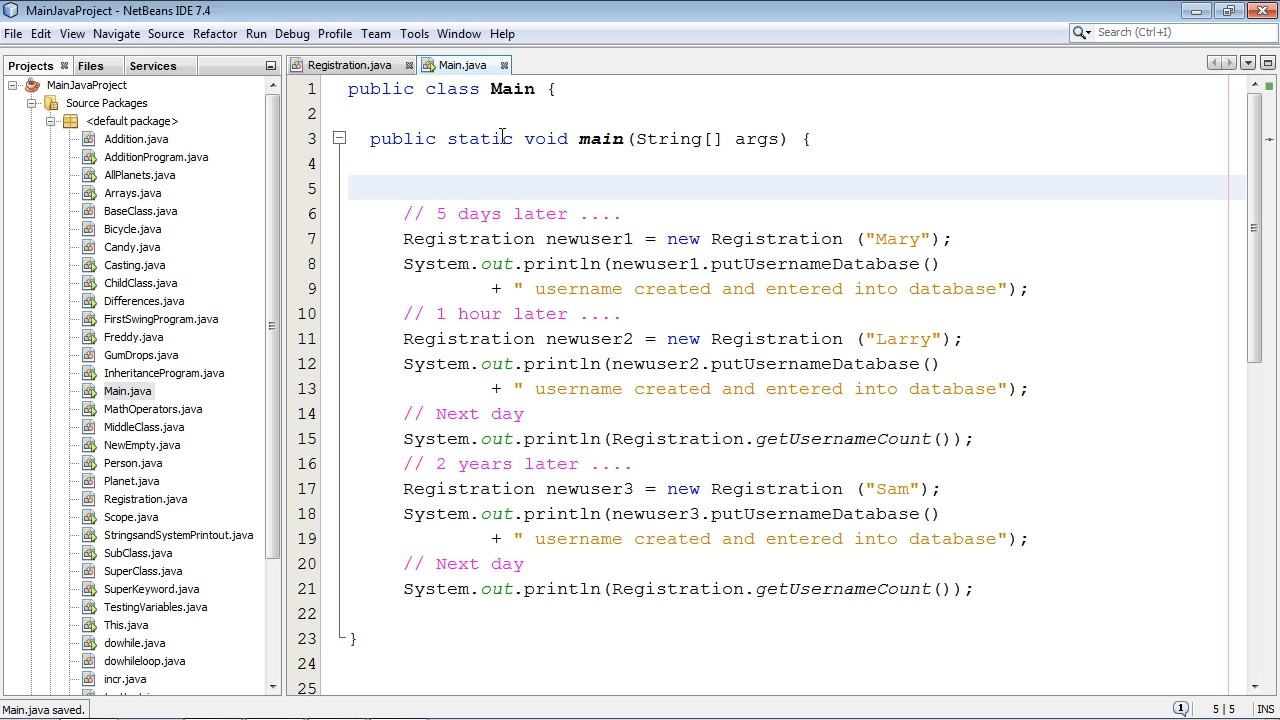 MainJavaProject - NetBeans IDE 7.4
File Edit View Navigate Source Refactor Run Debug Profile Team Tools Window Help
Search (Ctrl+I)
Projects Files Services
Registration.java Main.java
MainJavaProject
Source Packages
<default package>
Addition.java
AdditionProgram.java
AllPlanets.java
Arrays.java
BaseClass.java
Bicycle.java
Candy.java
Casting.java
ChildClass.java
Differences.java
FirstSwingProgram.java
Freddy.java
GumDrops.java
InheritanceProgram.java
Main.java
MathOperators.java
MiddleClass.java
NewEmpty.java
Person.java
Planet.java
Registration.java
Scope.java
StringsandSystemPrintout.java
SubClass.java
SuperClass.java
SuperKeyword.java
TestingVariables.java
This.java
dowhile.java
dowhileloop.java
incr.java
1 public class Main {
2
3 public static void main(String[] args) {
4
5
6 // 5 days later ....
7 Registration newuser1 = new Registration ("Mary");
8 System.out.println(newuser1.putUsernameDatabase()
9 + " username created and entered into database");
10 // 1 hour later ....
11 Registration newuser2 = new Registration ("Larry");
12 System.out.println(newuser2.putUsernameDatabase()
13 + " username created and entered into database");
14 // Next day
15 System.out.println(Registration.getUsernameCount());
16 // 2 years later ....
17 Registration newuser3 = new Registration ("Sam");
18 System.out.println(newuser3.putUsernameDatabase()
19 + " username created and entered into database");
20 // Next day
21 System.out.println(Registration.getUsernameCount());
22
23 }
24
25
Main.java saved.
1 5 | 5 INS